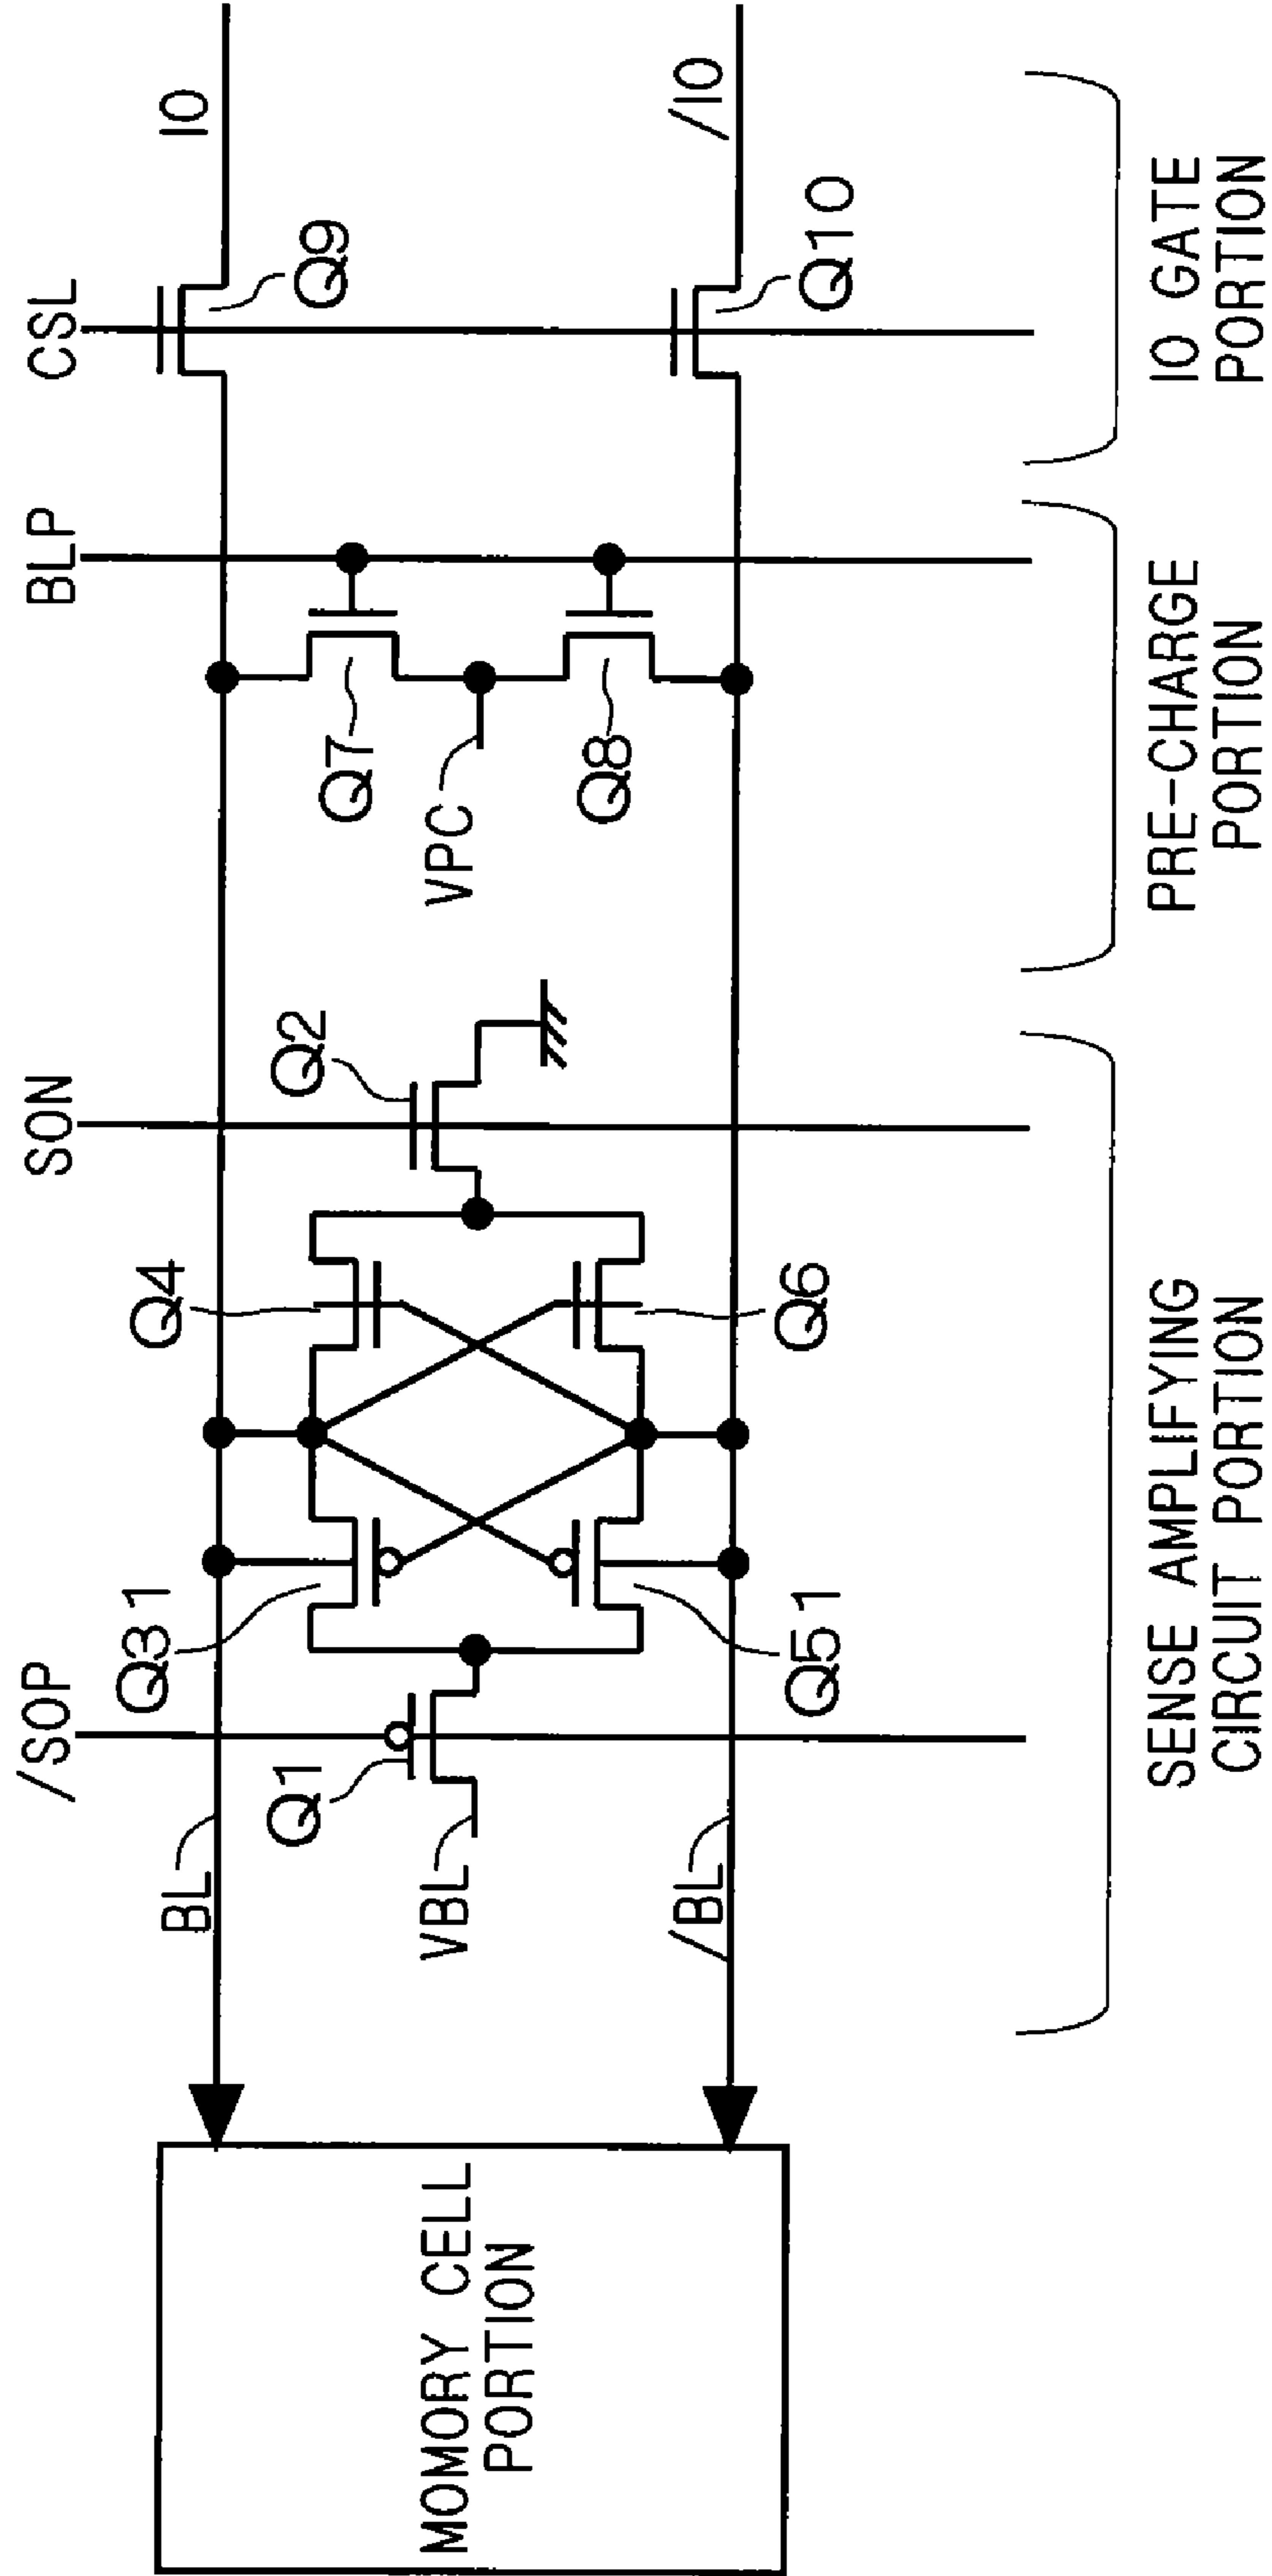 /SOP
SON
BLP
CSL
BL
Q31
Q4
IO
Q1
Q2
Q7
Q9
MOMORY CELL
PORTION
VBL
VPC
/BL
Q51
Q6
Q8
/IO
Q10
SENSE AMPLIFYING
CIRCUIT PORTION
PRE-CHARGE
PORTION
IO GATE
PORTION